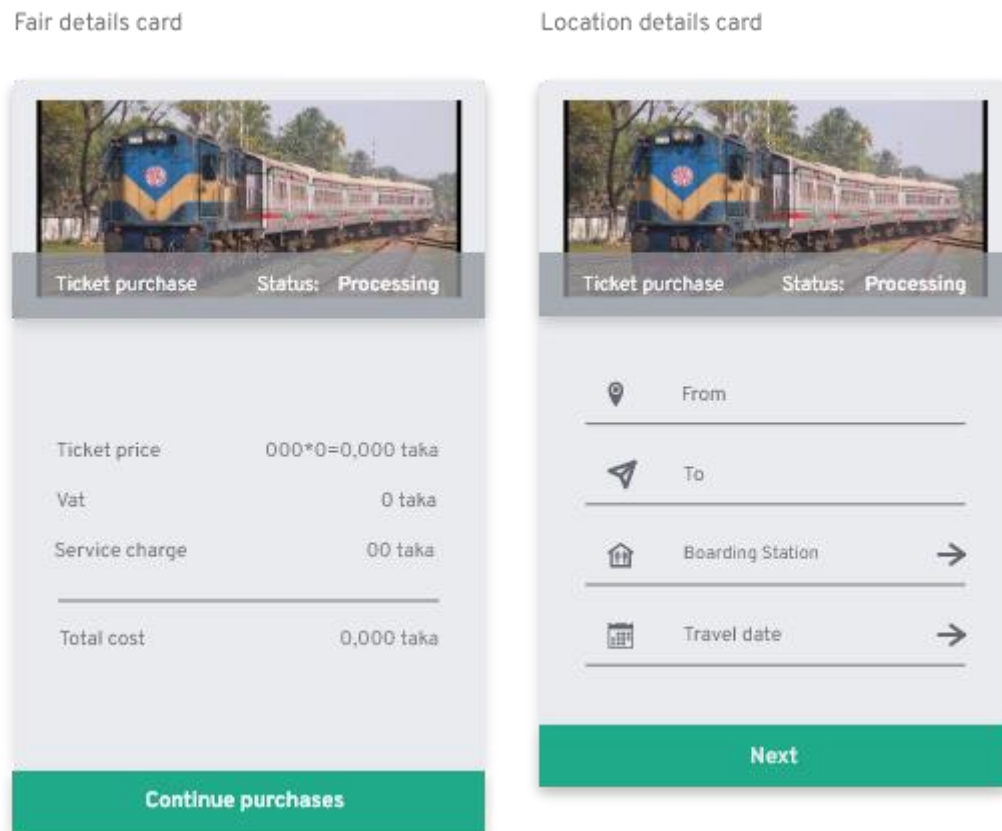 Fair details card
Ticket purchase Status: Processing
Ticket price 000*0=0,000 taka
Vat 0 taka
Service charge 00 taka
Total cost 0,000 taka
Continue purchases
Location details card
Ticket purchase Status: Processing
From
To
Boarding Station
Travel date
Next